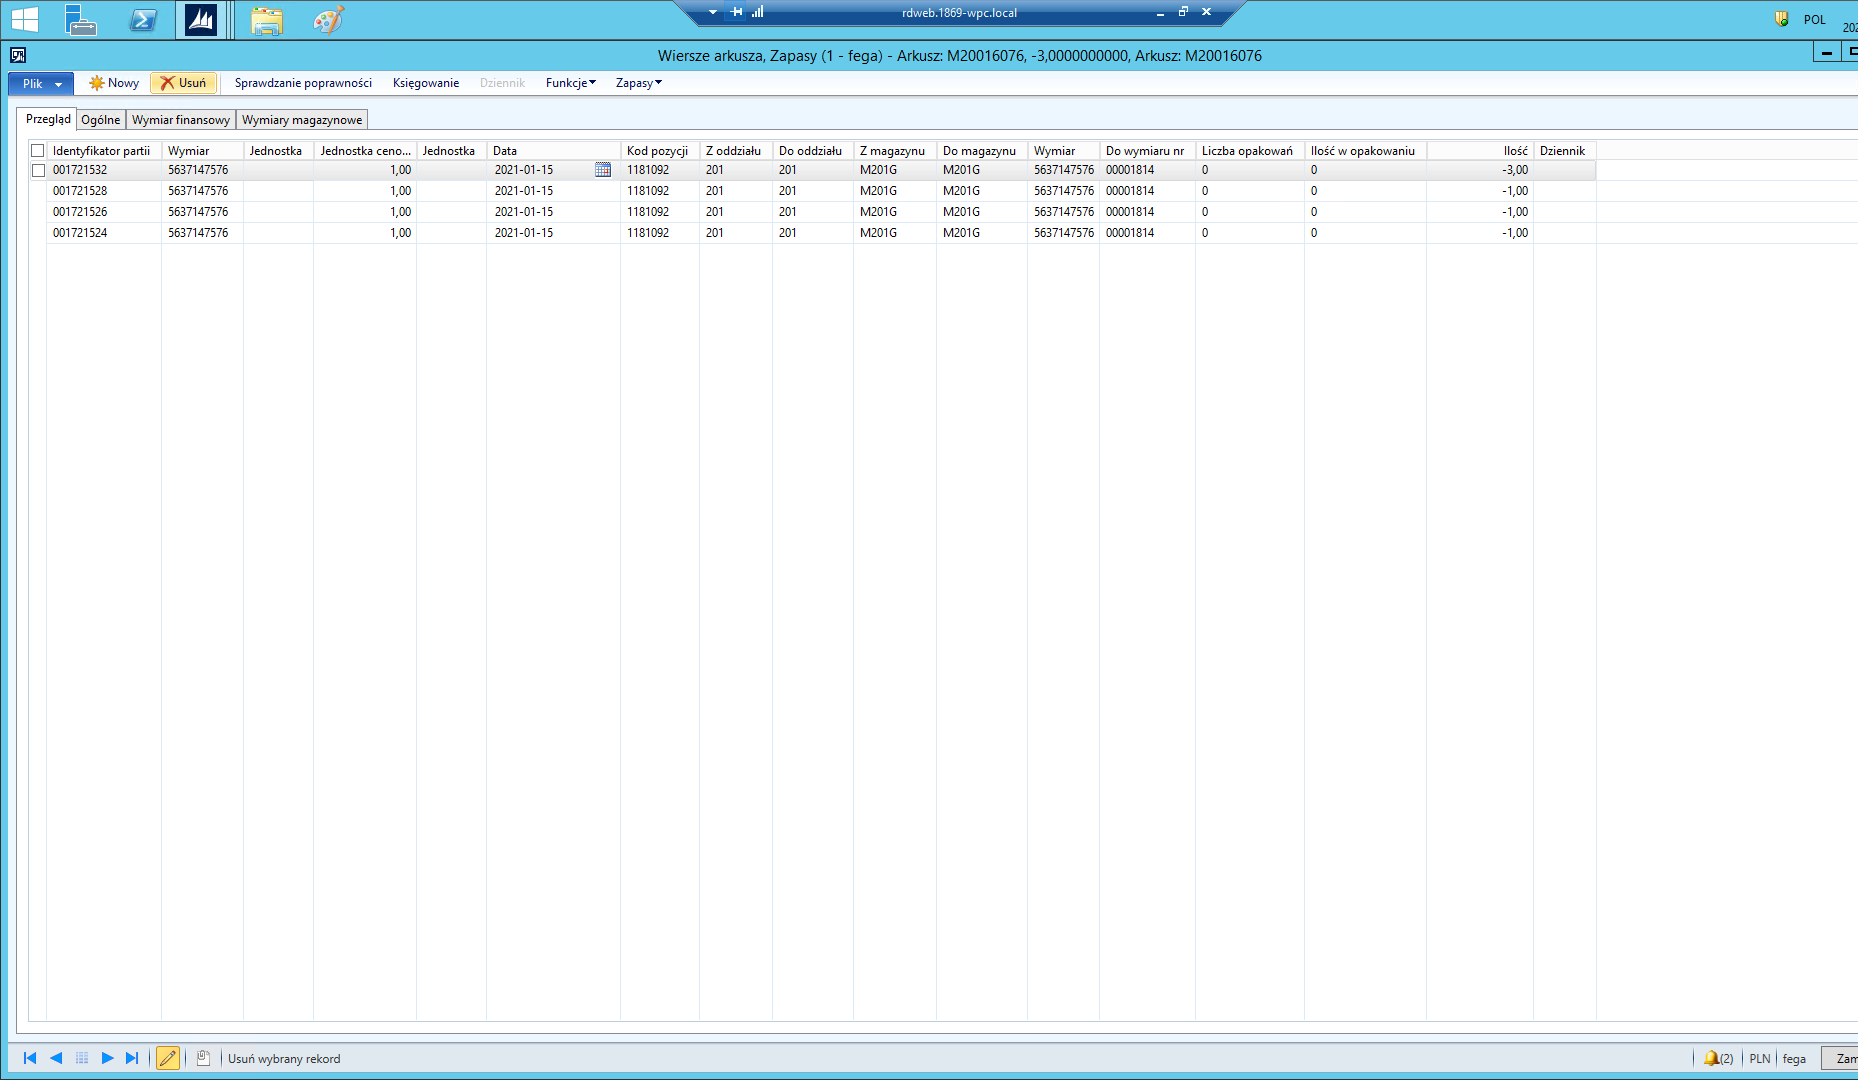 rdweb.1869-wpc.local
POL
202
Wiersze arkusza, Zapasy (1 - fega) - Arkusz: M20016076, -3,0000000000, Arkusz: M20016076
Plik Nowy Usuń Sprawdzanie poprawności Księgowanie Dziennik Funkcje Zapasy
Przegląd Ogólne Wymiar finansowy Wymiary magazynowe
Identyfikator partii Wymiar Jednostka Jednostka ceno... Jednostka Data Kod pozycji Z oddziału Do oddziału Z magazynu Do magazynu Wymiar Do wymiaru nr Liczba opakowań Ilość w opakowaniu Ilość Dziennik
001721532 5637147576 1,00 2021-01-15 1181092 201 201 M201G M201G 5637147576 00001814 0 0 -3,00
001721528 5637147576 1,00 2021-01-15 1181092 201 201 M201G M201G 5637147576 00001814 0 0 -1,00
001721526 5637147576 1,00 2021-01-15 1181092 201 201 M201G M201G 5637147576 00001814 0 0 -1,00
001721524 5637147576 1,00 2021-01-15 1181092 201 201 M201G M201G 5637147576 00001814 0 0 -1,00
Usuń wybrany rekord (2) PLN fega Zam